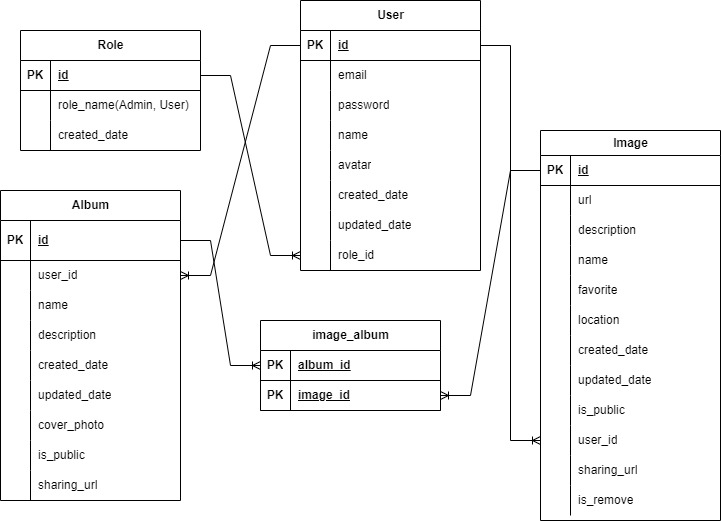 User
PK id
email
password
name
avatar
created_date
updated_date
role_id
Role
PK id
role_name(Admin, User)
created_date
Image
PK id
url
description
name
favorite
location
created_date
updated_date
is_public
user_id
sharing_url
is_remove
Album
PK id
user_id
name
description
created_date
updated_date
cover_photo
is_public
sharing_url
image_album
PK album_id
PK image_id